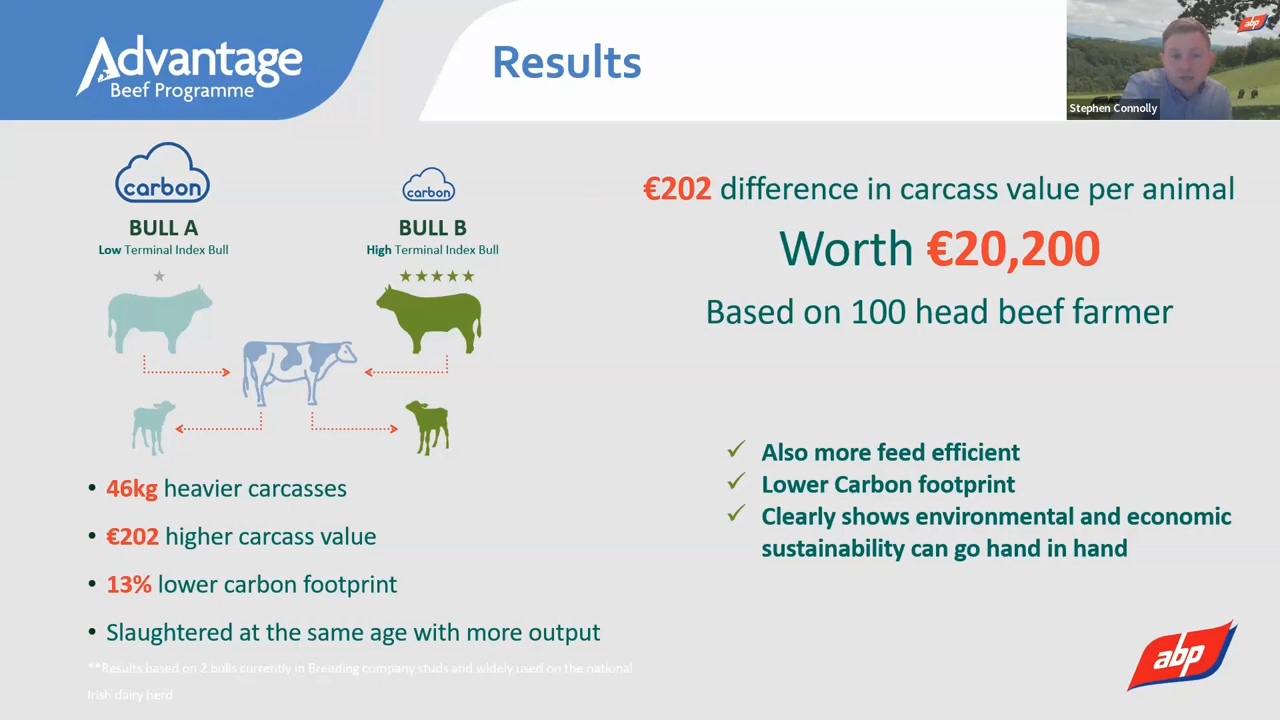 Advantage
Beef Programme
Results
abp
Stephen Connolly
carbon
carbon
BULL A
BULL B
Low Terminal Index Bull
High Terminal Index Bull
• 46kg heavier carcasses
• €202 higher carcass value
• 13% lower carbon footprint
• Slaughtered at the same age with more output
**Results based on 2 bulls currently in Breeding company studs and widely used on the national
Irish dairy herd
€202 difference in carcass value per animal
Worth €20,200
Based on 100 head beef farmer
✓ Also more feed efficient
✓ Lower Carbon footprint
✓ Clearly shows environmental and economic
sustainability can go hand in hand
abp